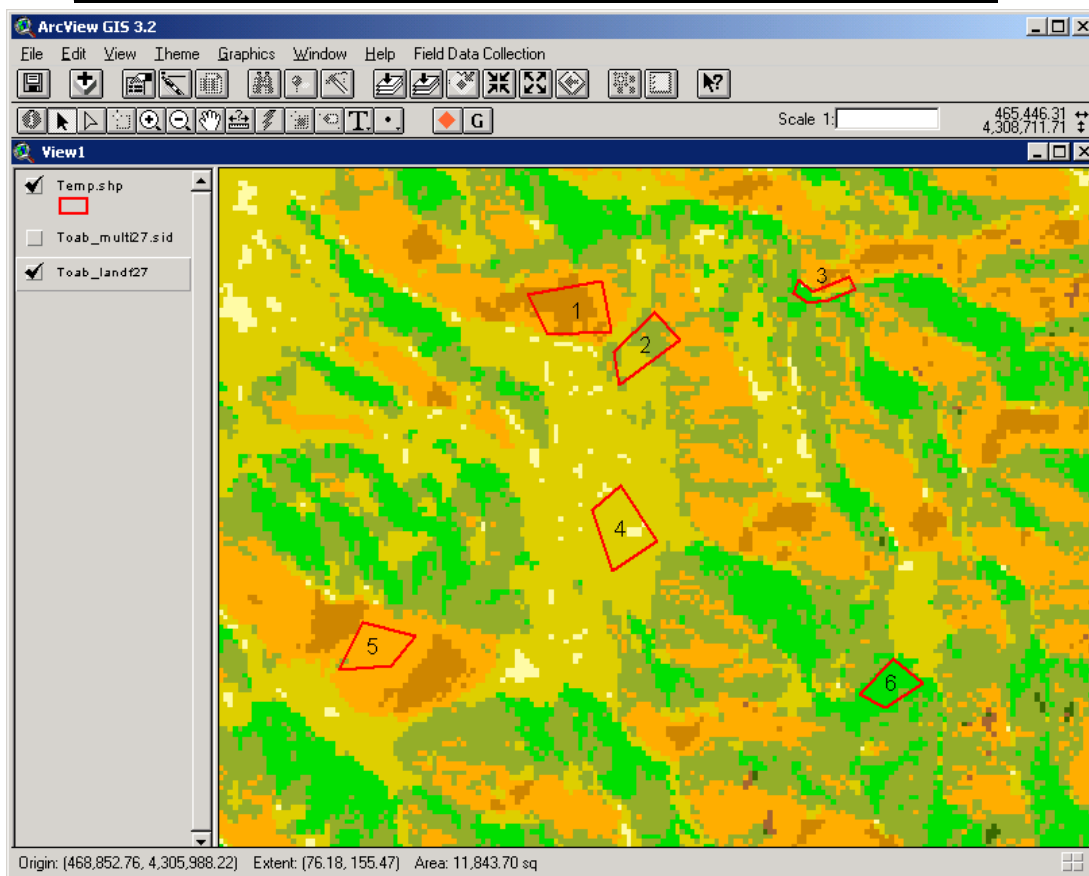 ArcView GIS 3.2
File Edit View Theme Graphics Window Help Field Data Collection
T. G Scale 1: 465,446.31
4,308,711.71
View1
Temp.shp
Toab_multi27.sid
Toab_landf27
1
2
3
4
5
6
Origin: (468,852.76, 4,305,988.22) Extent: (76.18, 155.47) Area: 11,843.70 sq